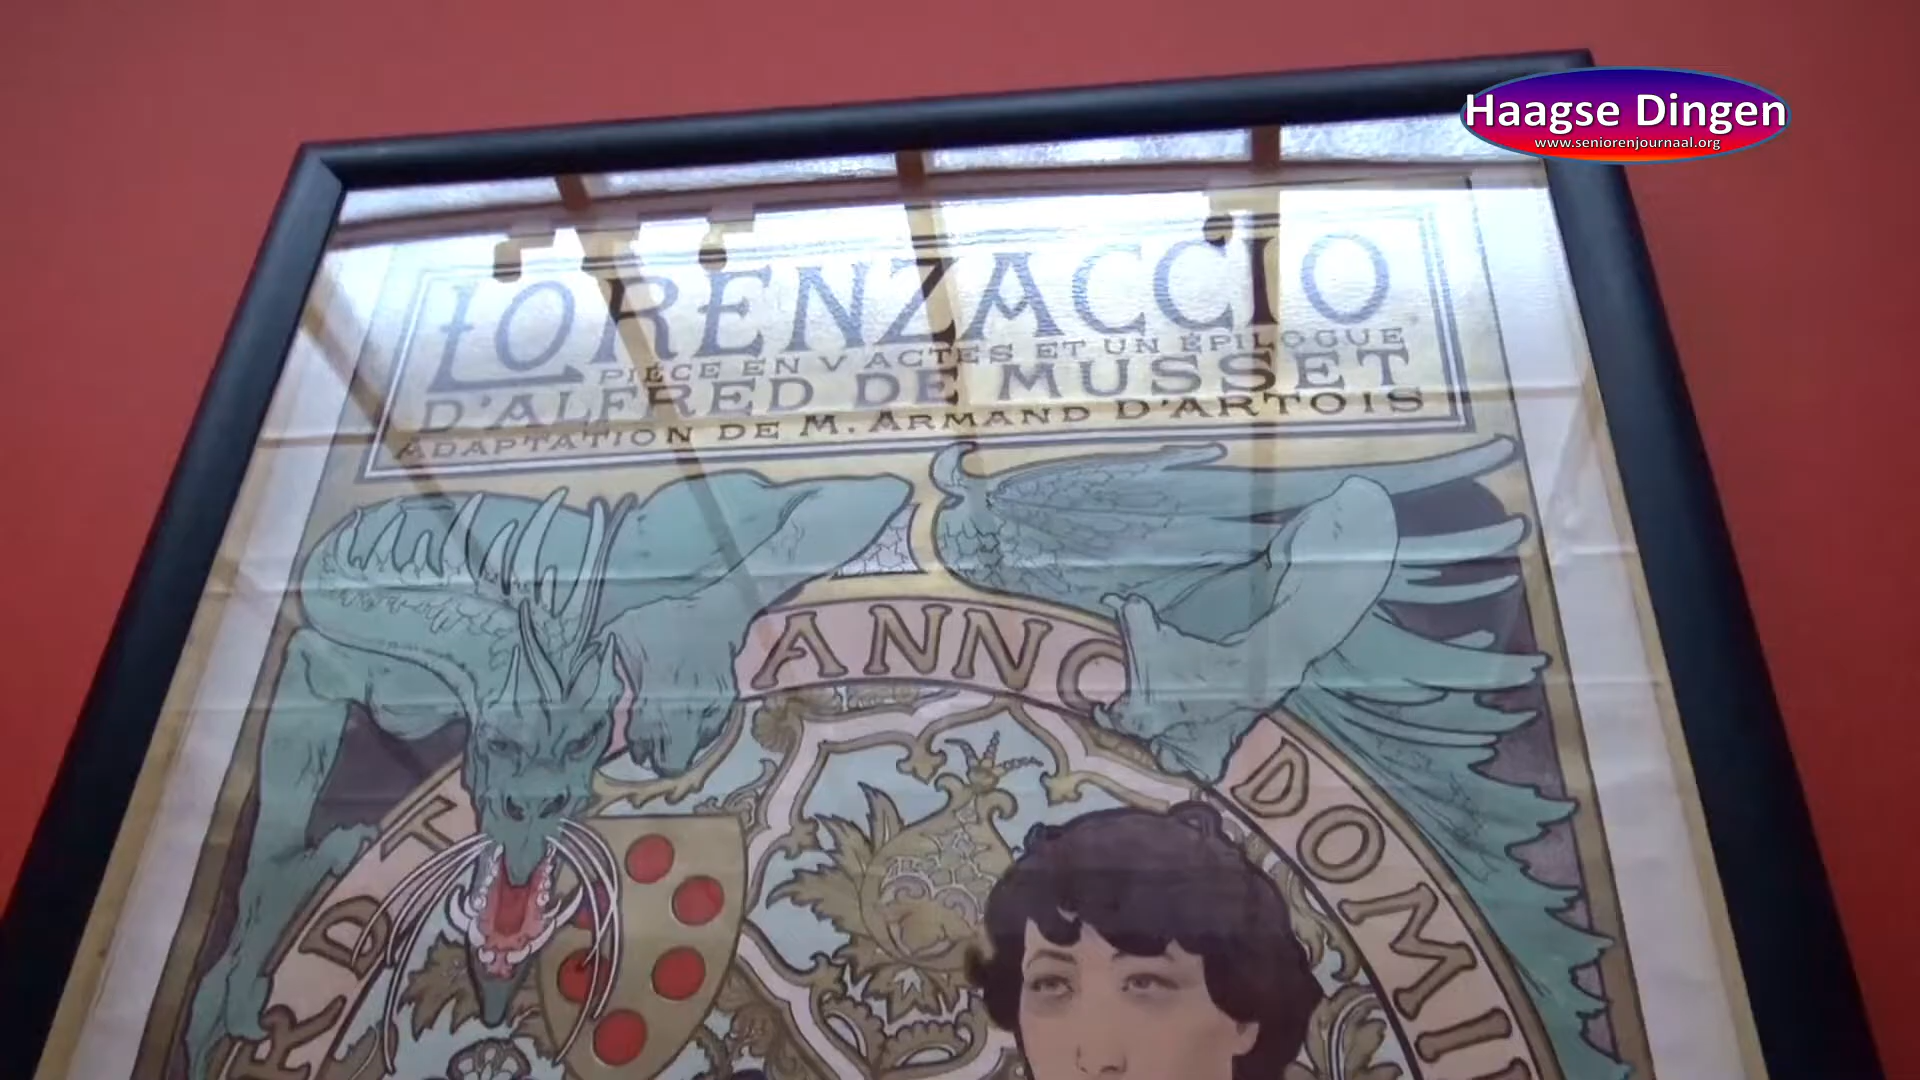 Haagse Dingen
www.seniorenjournaal.org
LORENZACCIO
PIÈCE EN V ACTES ET UN ÉPILOGUE
D'ALFRED DE MUSSET
ADAPTATION DE M. ARMAND D'ARTOIS
ANNO
DOMINI